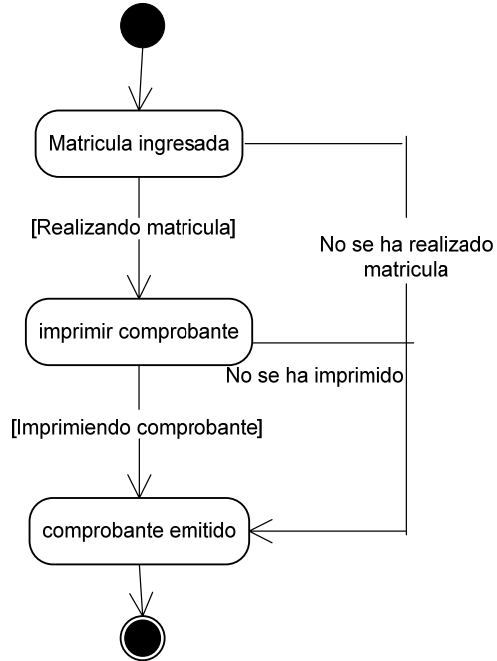 Matricula ingresada
[Realizando matricula]
No se ha realizado
matricula
imprimir comprobante
No se ha imprimido
[Imprimiendo comprobante]
comprobante emitido